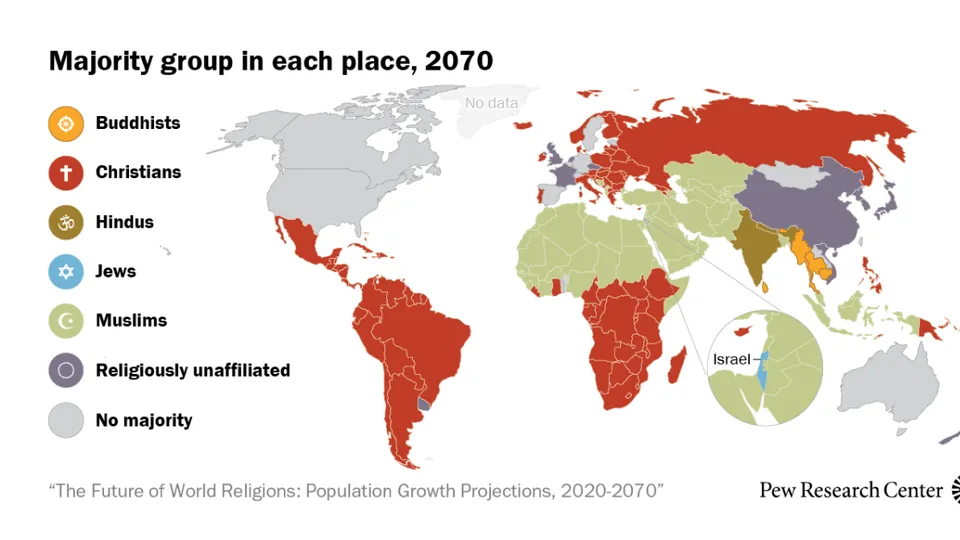 Majority group in each place, 2070
No data
Buddhists
Christians
Hindus
Jews
Muslims
Religiously unaffiliated
No majority
Israel
“The Future of World Religions: Population Growth Projections, 2020-2070”
Pew Research Center